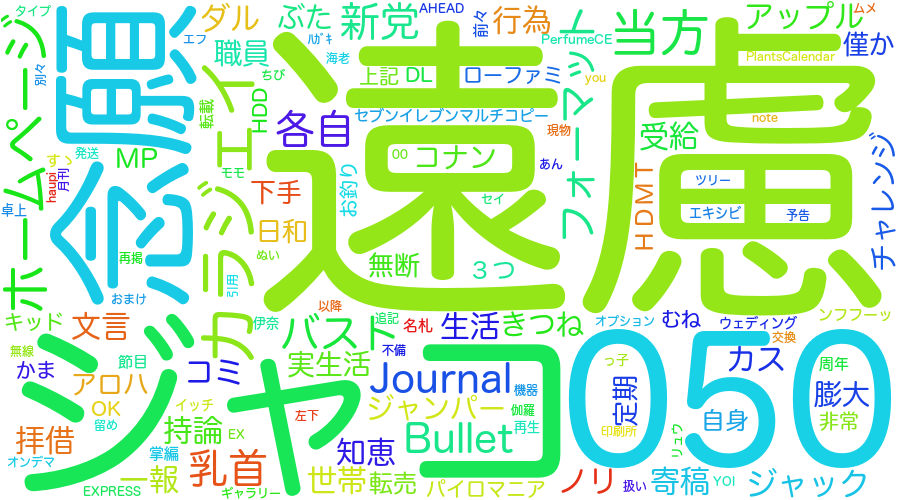 タイプ
ホームページ
別々
エフ
念願
ダル
職員
ちび
転載
HDD
ぶた
ハガキ
海老
新党
AHEAD
上記
DL
前々
行為
ローファミ
PerfumeCE
you
当方
アップル
ムメ
僅か
PlantsCalendar
セブンイレブンマルチコピー
フォーマット
現物
note
遠慮
受給
各自
コナン
00
あん
セイ
お釣り
下手
モモ
カラジェイ
MP
すゝ
発送
月刊
haupi
卓上
日和
ぬい
引用
再掲
おまけ
無断
3つ
HDMT
ツリー
エキシビ
予告
チャレンジ
キッド
文言
無線
かま
節目
アロハ
コミ
伊奈
以降
バスト
追記
名札
不備
実生活
生活
きつね
オプション
むね
ウェディング
交換
ンフフーッ
ジャコ
050
OK
留め
イッチ
左下
Journal
機器
ジャンパー
伽羅
拝借
オンデマ
持論
EX
掌編
知恵
Bullet
再生
一報
乳首
EXPRESS
ギャラリー
世帯
転売
パイロマニア
ノリ
扱い
っ子
定期
印刷所
カス
自身
リュウ
寄稿
YOI
ジャック
周年
膨大
非常